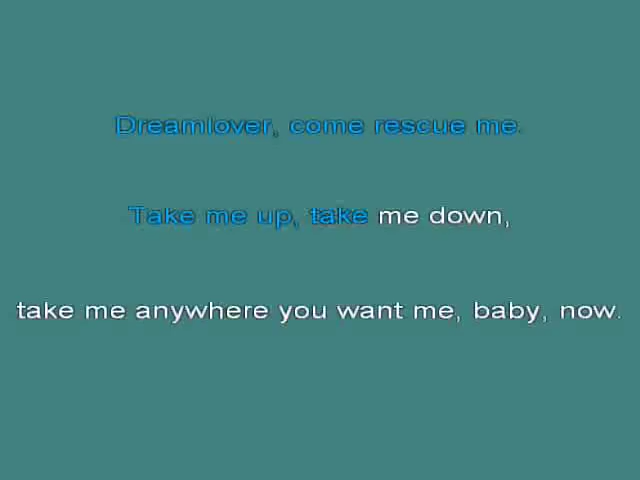 Dreamlover, come rescue me.
Take me up, take me down,
take me anywhere you want me, baby, now.